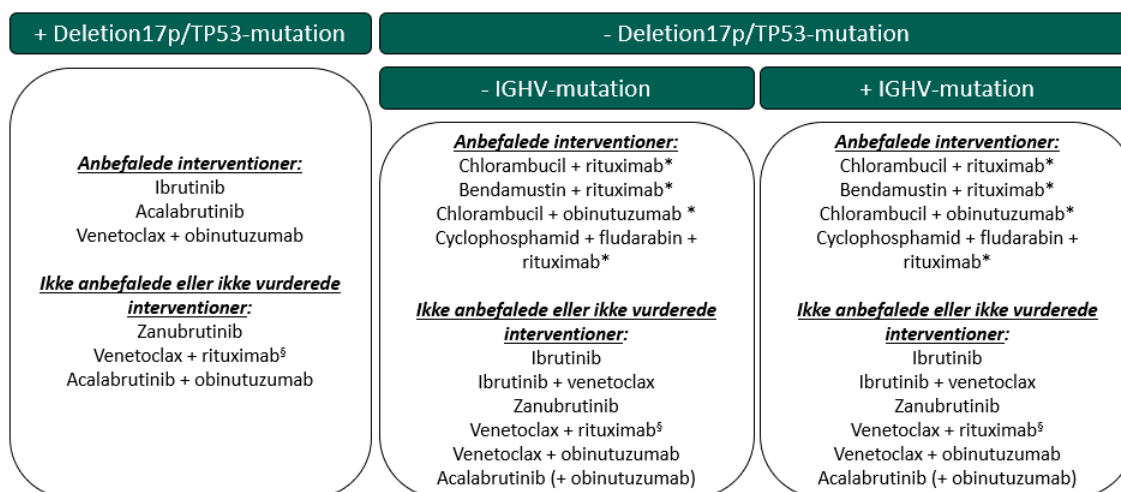 + Deletion17p/TP53-mutation
- Deletion17p/TP53-mutation
- IGHV-mutation
+ IGHV-mutation
Anbefalede interventioner:
Ibrutinib
Acalabrutinib
Venetoclax + obinutuzumab
Ikke anbefalede eller ikke vurderede
interventioner:
Zanubrutinib
Venetoclax + rituximab§
Acalabrutinib + obinutuzumab
Anbefalede interventioner:
Chlorambucil + rituximab*
Bendamustin + rituximab*
Chlorambucil + obinutuzumab *
Cyclophosphamid + fludarabin +
rituximab*
Ikke anbefalede eller ikke vurderede
interventioner:
Ibrutinib
Ibrutinib + venetoclax
Zanubrutinib
Venetoclax + rituximab§
Venetoclax + obinutuzumab
Acalabrutinib (+ obinutuzumab)
Anbefalede interventioner:
Chlorambucil + rituximab*
Bendamustin + rituximab*
Chlorambucil + obinutuzumab*
Cyclophosphamid + fludarabin +
rituximab*
Ikke anbefalede eller ikke vurderede
interventioner:
Ibrutinib
Ibrutinib + venetoclax
Zanubrutinib
Venetoclax + rituximab§
Venetoclax + obinutuzumab
Acalabrutinib (+ obinutuzumab)